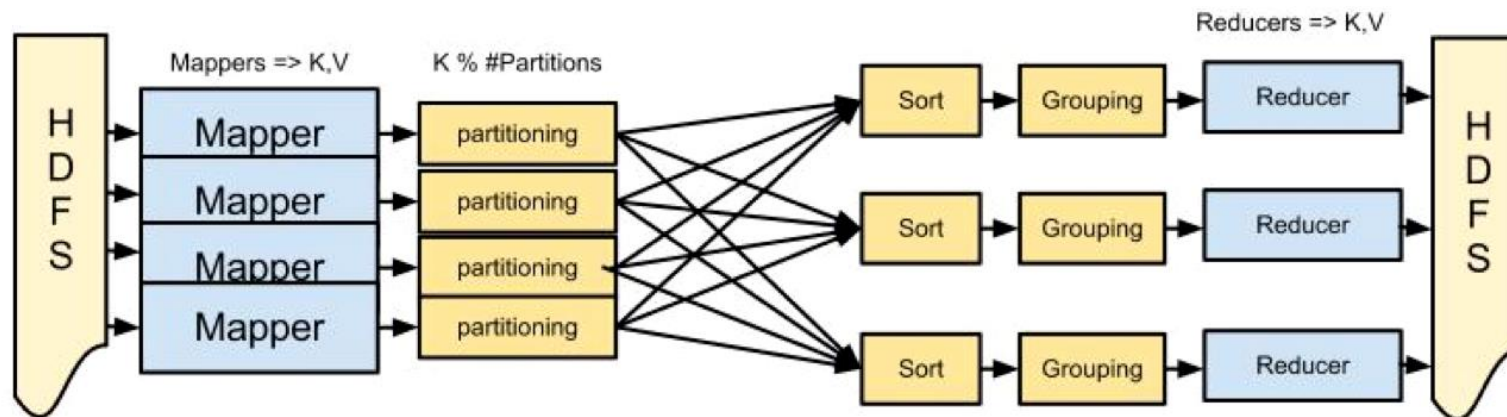 Reducers => K,V
Mappers => K,V
K % #Partitions
H
D
F
S
Mapper
Mapper
Mapper
Mapper
partitioning
partitioning
partitioning
partitioning
Sort
Grouping
Reducer
Sort
Grouping
Reducer
Sort
Grouping
Reducer
H
D
F
S